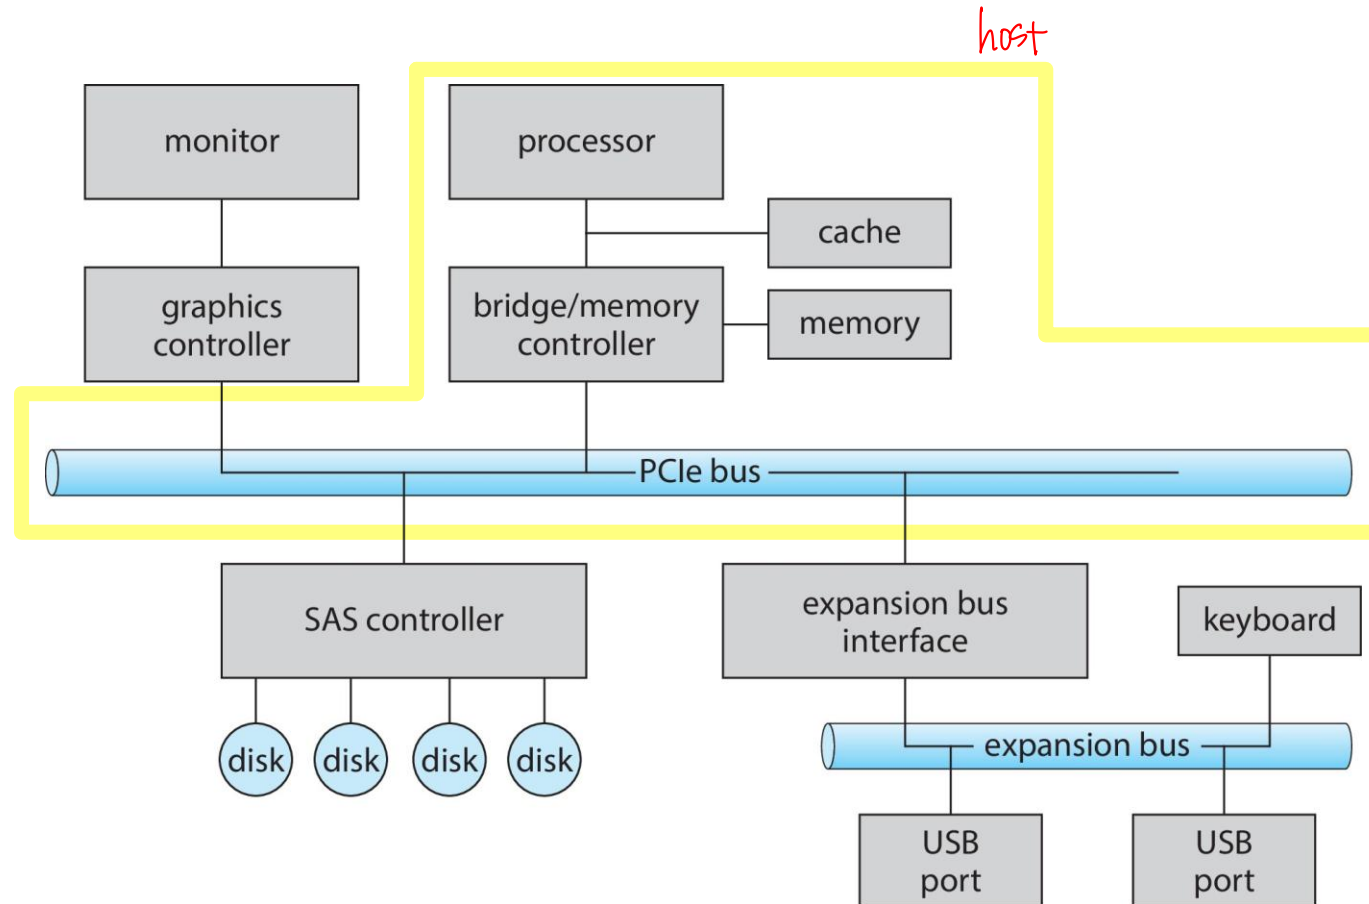 host
monitor
processor
cache
graphics
controller
bridge/memory
controller
memory
PCIe bus
SAS controller
expansion bus
interface
keyboard
disk
disk
disk
disk
expansion bus
USB
port
USB
port